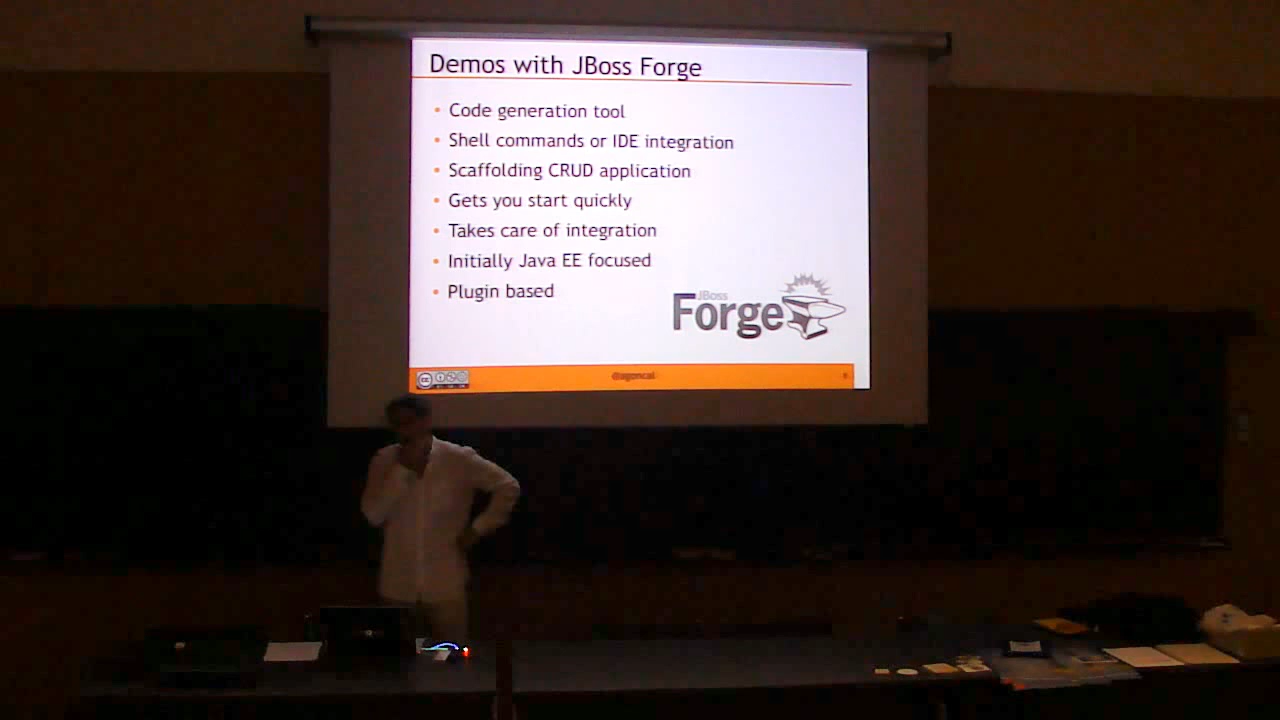 Demos with JBoss Forge
• Code generation tool
• Shell commands or IDE integration
• Scaffolding CRUD application
• Gets you start quickly
• Takes care of integration
• Initially Java EE focused
• Plugin based
JBoss
Forge
@agoncal